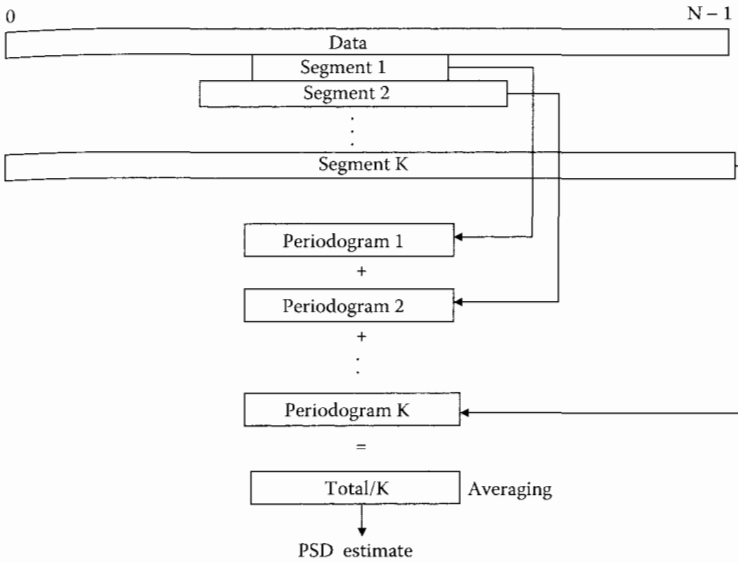 0 N – 1
Data
Segment 1
Segment 2
.
.
.
Segment K
Periodogram 1
+
Periodogram 2
+
.
.
Periodogram K
=
Total/K Averaging
PSD estimate